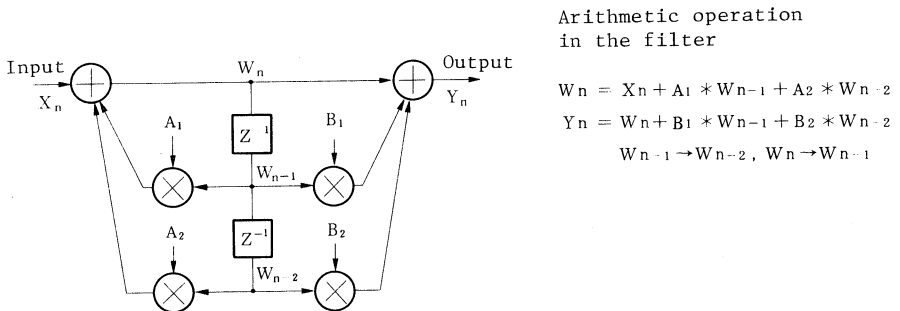 Arithmetic operation
in the filter
Input
Xn
Wn
Output
Yn
Wn = Xn + A1 * Wn-1 + A2 * Wn-2
Yn = Wn + B1 * Wn-1 + B2 * Wn-2
Wn-1 → Wn-2 , Wn → Wn-1
A1
Z-1
B1
Wn-1
A2
Z-1
B2
Wn-2